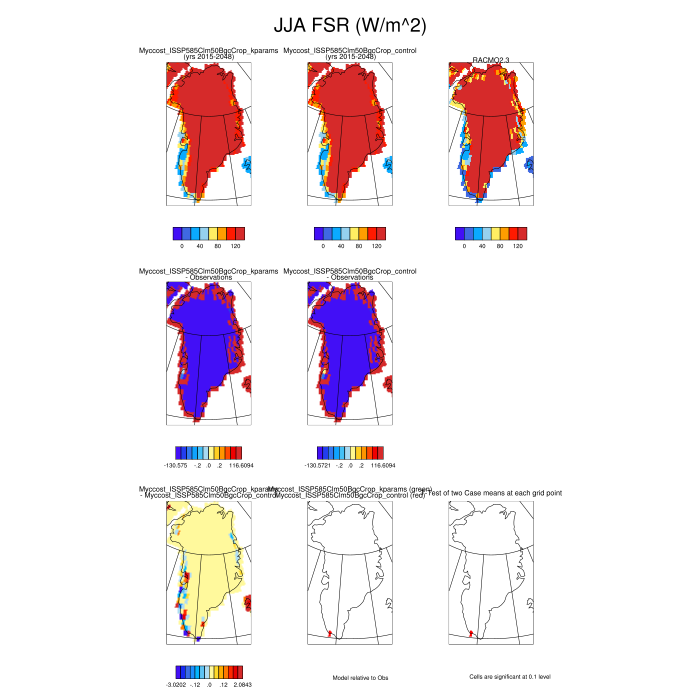 JJA FSR (W/m^2)
Myccost_ISSP585Clm50BgcCrop_kparams
(yrs 2015-2048)
Myccost_ISSP585Clm50BgcCrop_control
(yrs 2015-2048)
RACMO2.3
0 40 80 120
0 40 80 120
0 40 80 120
Myccost_ISSP585Clm50BgcCrop_kparams
- Observations
Myccost_ISSP585Clm50BgcCrop_control
- Observations
-130.575 -.2 .0 .2 116.6094
-130.5721 -.2 .0 .2 116.6094
Myccost_ISSP585Clm50BgcCrop_kparams
- Myccost_ISSP585Clm50BgcCrop_control
Myccost_ISSP585Clm50BgcCrop_kparams (green)
Myccost_ISSP585Clm50BgcCrop_control (red)
T-Test of two Case means at each grid point
-3.0202 -.12 .0 .12 2.0843
Model relative to Obs
Cells are significant at 0.1 level